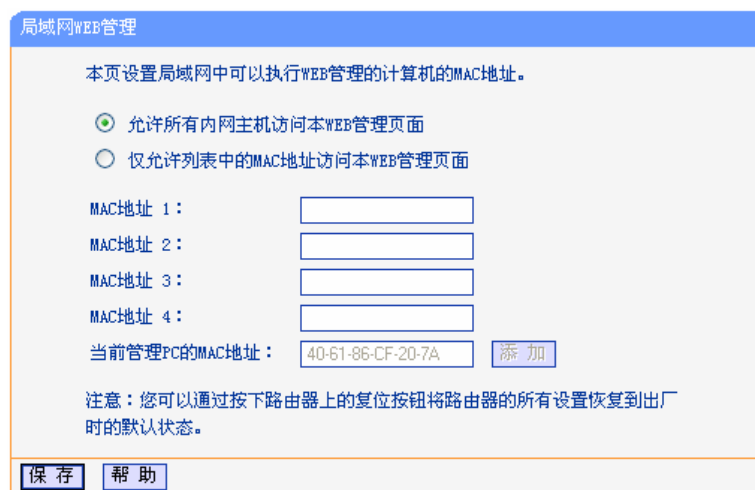 局域网WEB管理
本页设置局域网中可以执行WEB管理的计算机的MAC地址。
允许所有内网主机访问本WEB管理页面
仅允许列表中的MAC地址访问本WEB管理页面
MAC地址 1：
MAC地址 2：
MAC地址 3：
MAC地址 4：
当前管理PC的MAC地址： 40-61-86-CF-20-7A 添 加
注意：您可以通过按下路由器上的复位按钮将路由器的所有设置恢复到出厂
时的默认状态。
保 存 帮 助